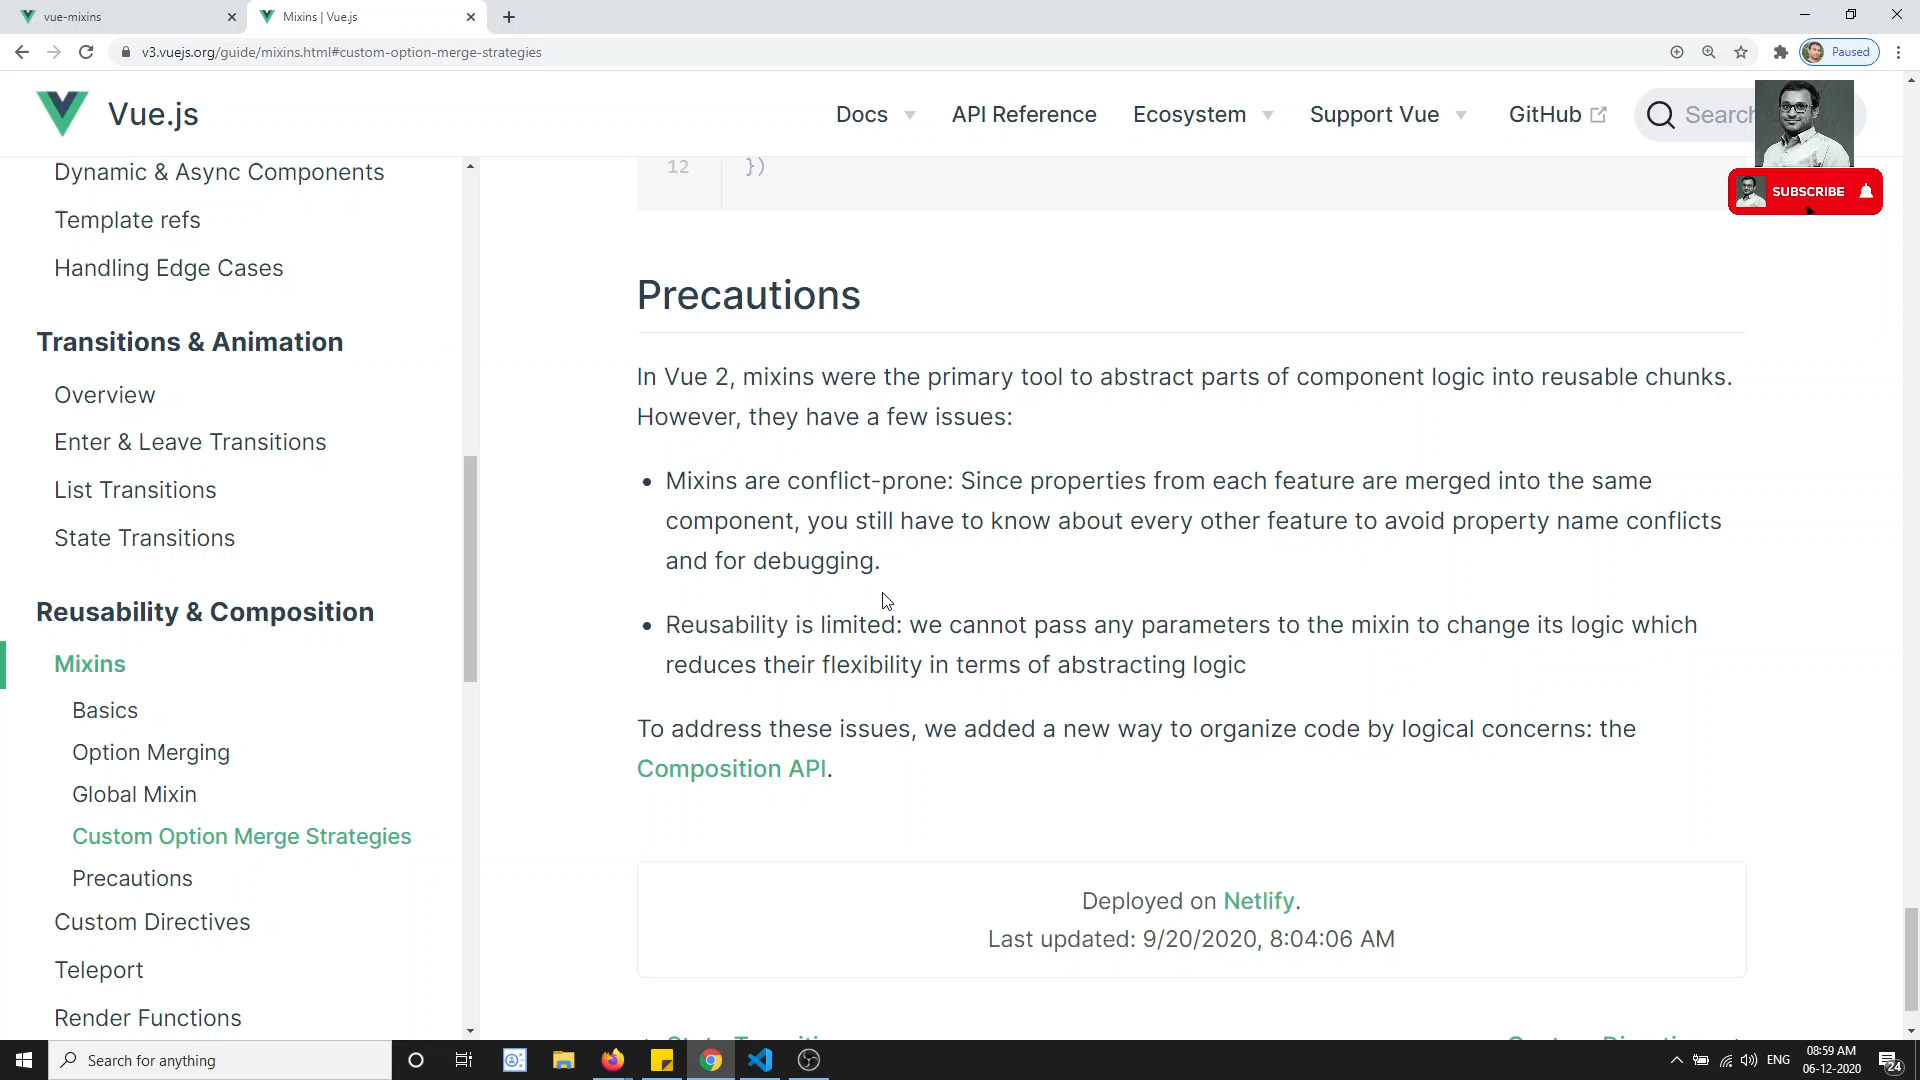 vue-mixins
Mixins | Vue.js
v3.vuejs.org/guide/mixins.html#custom-option-merge-strategies
Paused
Vue.js
Docs
API Reference
Ecosystem
Support Vue
GitHub
Search
SUBSCRIBE
Dynamic & Async Components
Template refs
Handling Edge Cases
Transitions & Animation
Overview
Enter & Leave Transitions
List Transitions
State Transitions
Reusability & Composition
Mixins
Basics
Option Merging
Global Mixin
Custom Option Merge Strategies
Precautions
Custom Directives
Teleport
Render Functions
12 })
Precautions
In Vue 2, mixins were the primary tool to abstract parts of component logic into reusable chunks.
However, they have a few issues:
• Mixins are conflict-prone: Since properties from each feature are merged into the same
component, you still have to know about every other feature to avoid property name conflicts
and for debugging.
• Reusability is limited: we cannot pass any parameters to the mixin to change its logic which
reduces their flexibility in terms of abstracting logic
To address these issues, we added a new way to organize code by logical concerns: the
Composition API.
Deployed on Netlify.
Last updated: 9/20/2020, 8:04:06 AM
Search for anything
ENG
08:59 AM
06-12-2020
24